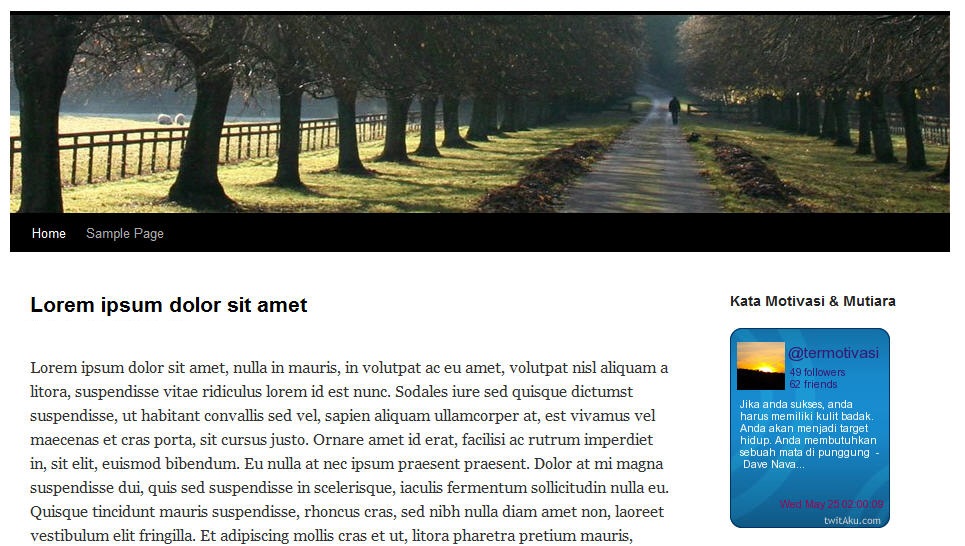 Home Sample Page
Lorem ipsum dolor sit amet
Lorem ipsum dolor sit amet, nulla in mauris, in volutpat ac eu amet, volutpat nisl aliquam a
litora, suspendisse vitae ridiculus lorem id est nunc. Sodales iure sed quisque dictumst
suspendisse, ut habitant convallis sed vel, sapien aliquam ullamcorper at, est vivamus vel
maecenas et cras porta, sit cursus justo. Ornare amet id erat, facilisi ac rutrum imperdiet
in, sit elit, euismod bibendum. Eu nulla at nec ipsum praesent praesent. Dolor at mi magna
suspendisse dui, quis sed suspendisse in scelerisque, iaculis fermentum sollicitudin nulla eu.
Quisque tincidunt mauris suspendisse, rhoncus cras, sed nibh nulla diam amet non, laoreet
vestibulum elit fringilla. Et adipiscing mollis cras et ut, litora pharetra pretium mauris,
Kata Motivasi & Mutiara
@termotivasi
49 followers
62 friends
Jika anda sukses, anda
harus memiliki kulit badak.
Anda akan menjadi target
hidup. Anda membutuhkan
sebuah mata di punggung -
Dave Nava...
Wed May 25 02:00:09
twitAku.com